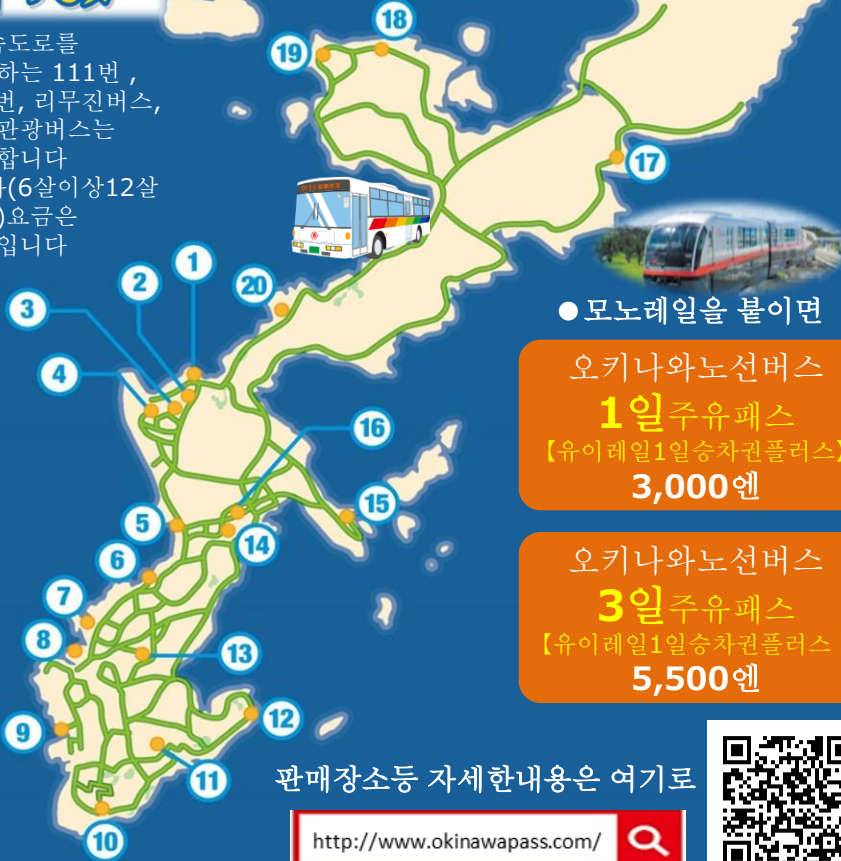 속도로를
하는 111번 ,
번, 리무진버스,
관광버스는
합니다
(6살이상12살
)요금은
입니다
18
19
17
1
2
20
3
4
16
15
5
14
6
7
8
13
12
9
11
10
●모노레일을 붙이면
오키나와노선버스
1일주유패스
【유이레일1일승차권플러스】
3,000엔
오키나와노선버스
3일주유패스
【유이레일1일승차권플러스
5,500엔
판매장소등 자세한내용은 여기로
http://www.okinawapass.com/